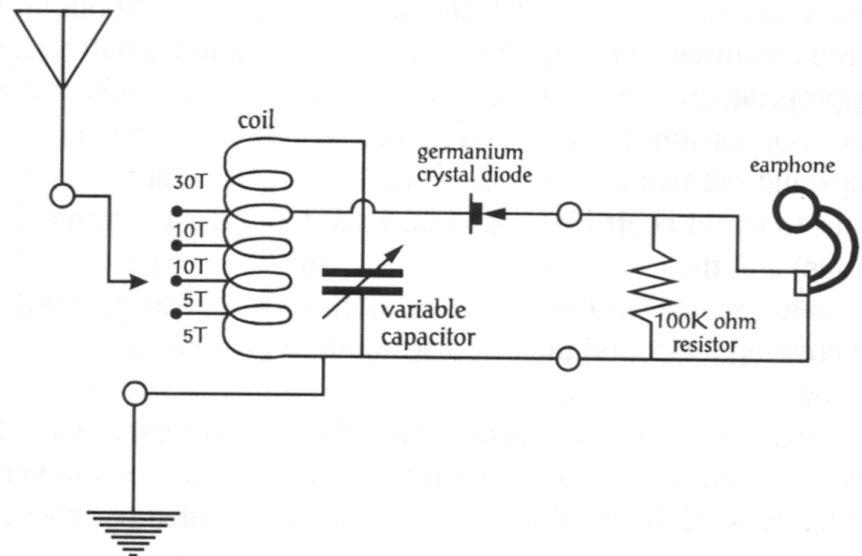 coil
germanium
crystal diode
earphone
30T
10T
10T
5T
5T
variable
capacitor
100K ohm
resistor